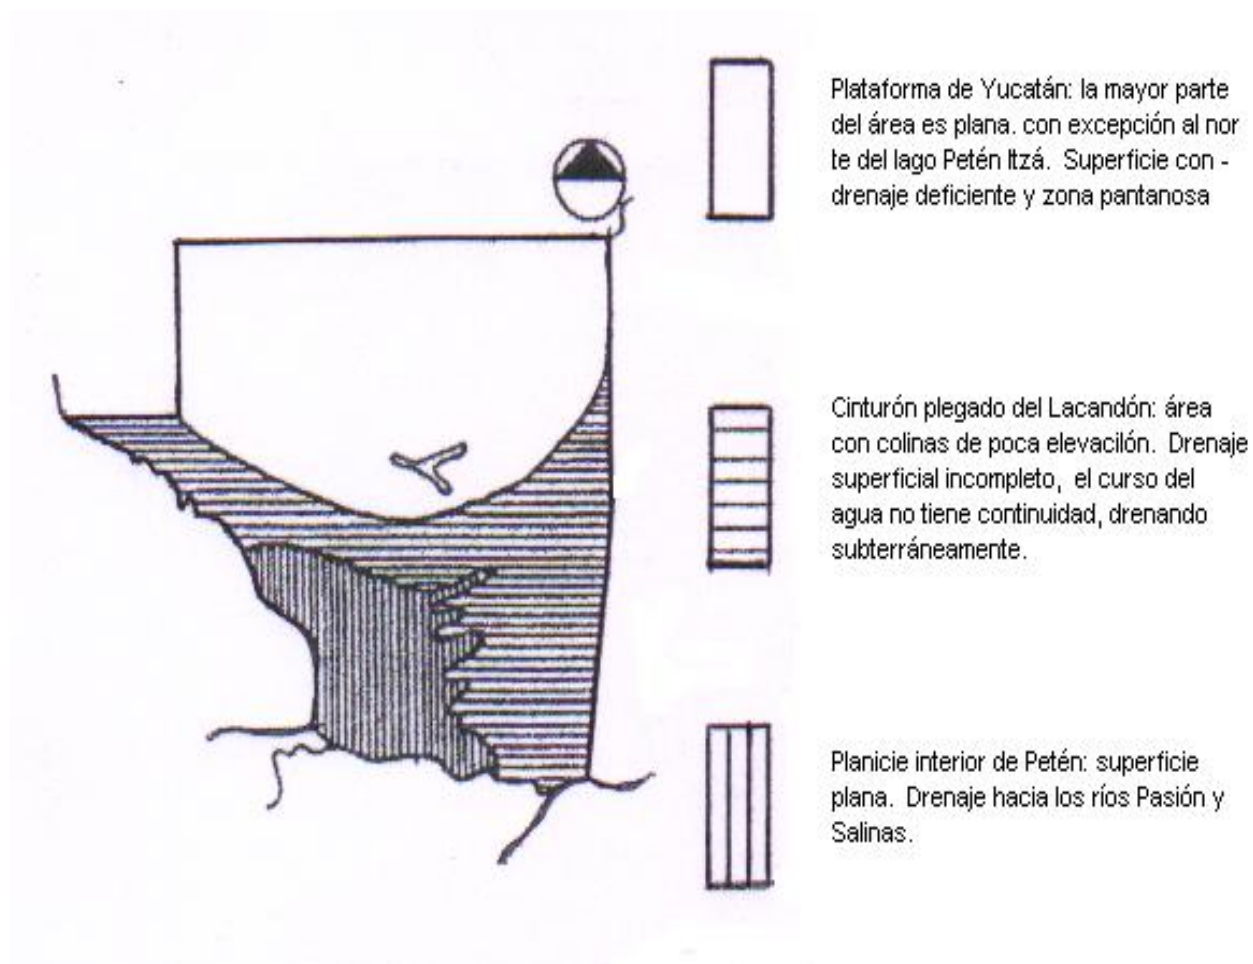 Plataforma de Yucatán: la mayor parte
del área es plana. con excepción al nor
te del lago Petén Itzá. Superficie con -
drenaje deficiente y zona pantanosa
Cinturón plegado del Lacandón: área
con colinas de poca elevacilón. Drenaje
superficial incompleto, el curso del
agua no tiene continuidad, drenando
subterráneamente.
Planicie interior de Petén: superficie
plana. Drenaje hacia los ríos Pasión y
Salinas.